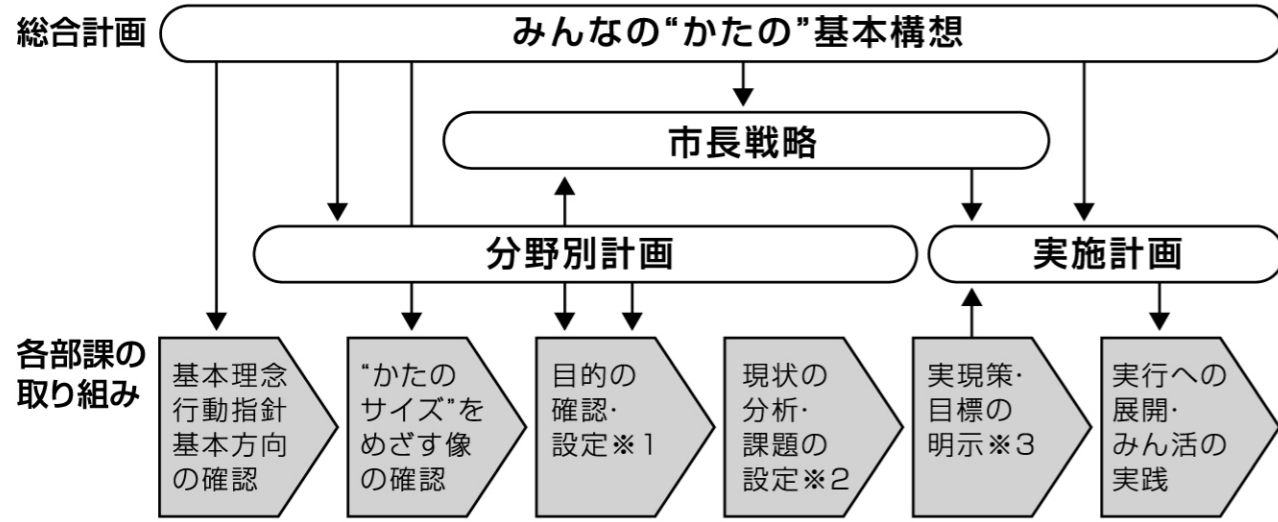 総合計画
みんなの“かたの”基本構想
市長戦略
分野別計画
実施計画
各部課の
取り組み
基本理念
行動指針
基本方向
の確認
“かたの
サイズ”を
めざす像
の確認
目的の
確認・
設定※1
現状の
分析・
課題の
設定※2
実現策・
目標の
明示※3
実行への
展開・
みん活の
実践